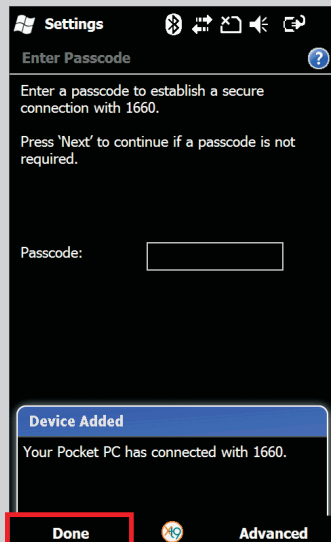 Settings
Enter Passcode
?
Enter a passcode to establish a secure
connection with 1660.
Press 'Next' to continue if a passcode is not
required.
Passcode:
Device Added
Your Pocket PC has connected with 1660.
Done
Advanced